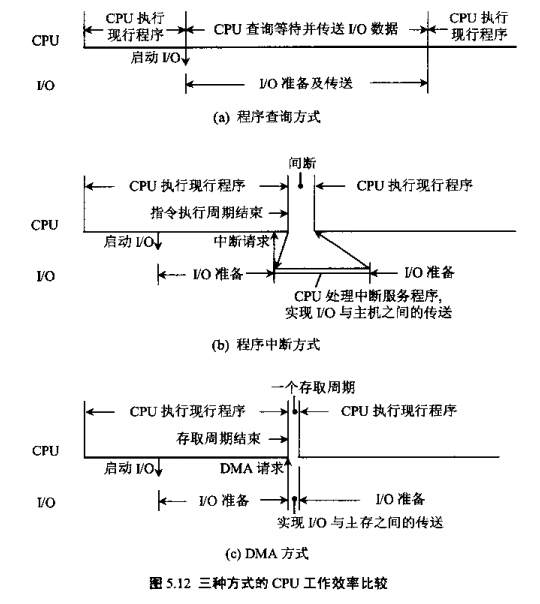 CPU 执行
现行程序
CPU 查询等待并传送 I/O 数据
CPU 执行
现行程序
CPU
启动 I/O
I/O
I/O 准备及传送
(a) 程序查询方式
间断
CPU 执行现行程序
CPU 执行现行程序
指令执行周期结束
CPU
启动 I/O
中断请求
I/O
I/O 准备
I/O 准备
CPU 处理中断服务程序,
实现 I/O 与主机之间的传送
(b) 程序中断方式
一个存取周期
CPU 执行现行程序
CPU 执行现行程序
存取周期结束
CPU
启动 I/O
DMA 请求
I/O
I/O 准备
I/O 准备
实现 I/O 与主存之间的传送
(c) DMA 方式
图 5.12 三种方式的 CPU 工作效率比较